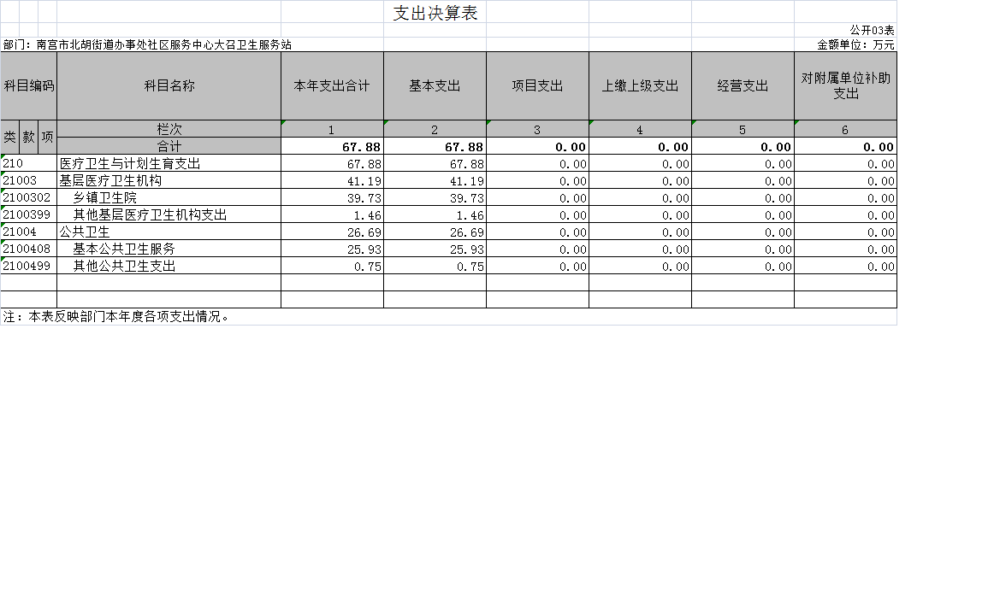 支出决算表
公开03表
部门：南宫市北胡街道办事处社区服务中心大召卫生服务站 金额单位：万元
科目编码 科目名称 本年支出合计 基本支出 项目支出 上缴上级支出 经营支出 对附属单位补助
支出
类 款 项 栏次 1 2 3 4 5 6
合计 67.88 67.88 0.00 0.00 0.00 0.00
210 医疗卫生与计划生育支出 67.88 67.88 0.00 0.00 0.00 0.00
21003 基层医疗卫生机构 41.19 41.19 0.00 0.00 0.00 0.00
2100302 乡镇卫生院 39.73 39.73 0.00 0.00 0.00 0.00
2100399 其他基层医疗卫生机构支出 1.46 1.46 0.00 0.00 0.00 0.00
21004 公共卫生 26.69 26.69 0.00 0.00 0.00 0.00
2100408 基本公共卫生服务 25.93 25.93 0.00 0.00 0.00 0.00
2100499 其他公共卫生支出 0.75 0.75 0.00 0.00 0.00 0.00
注：本表反映部门本年度各项支出情况。